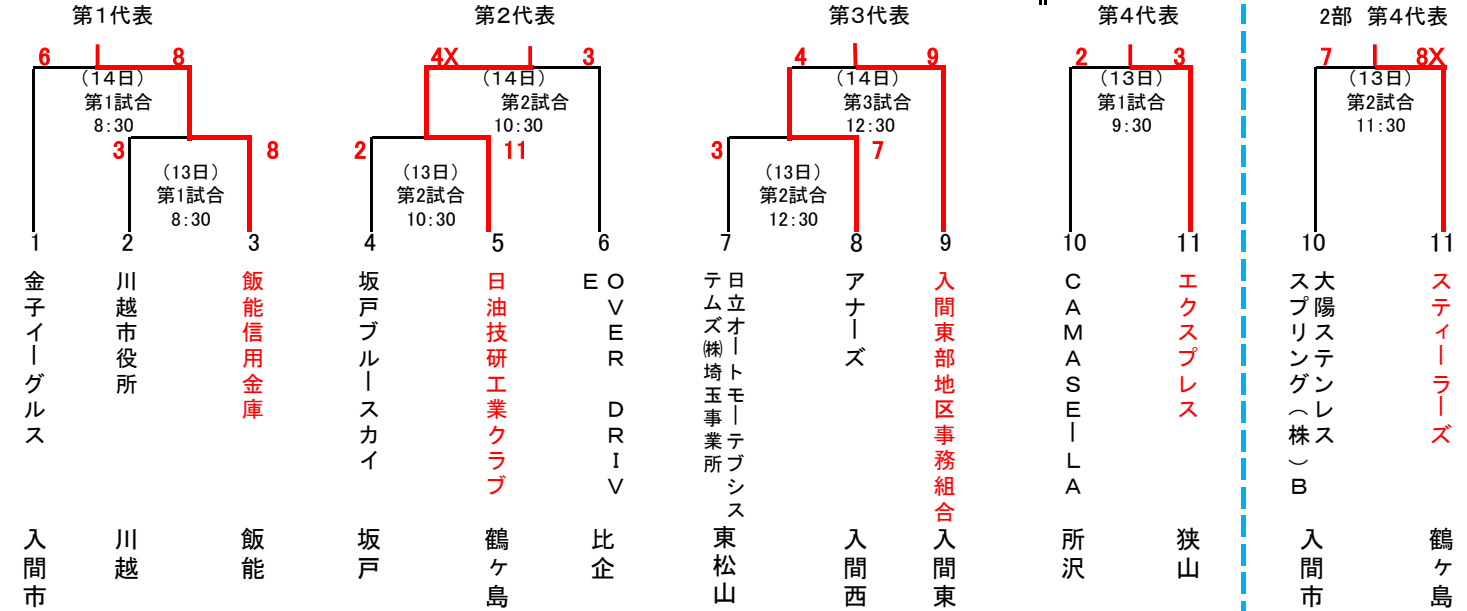 第1代表
第2代表
第3代表
第4代表
2部 第4代表
6
8
4X
3
4
9
2
3
7
8X
(14日)
第1試合
8:30
(14日)
第2試合
10:30
(14日)
第3試合
12:30
(13日)
第1試合
9:30
(13日)
第2試合
11:30
3
8
2
11
3
7
(13日)
第1試合
8:30
(13日)
第2試合
10:30
(13日)
第2試合
12:30
1
2
3
4
5
6
7
8
9
10
11
10
11
金子イーグルス
川越市役所
飯能信用金庫
坂戸ブルースカイ
日油技研工業クラブ
OVER DRIV
E
日立オートモーテブシス
テムズ㈱埼玉事業所
アナーズ
入間東部地区事務組合
CAMASEーLA
エクスプレス
大陽ステンレス
スプリング(株)B
スティーラーズ
入間市
川越
飯能
坂戸
鶴ヶ島
比企
東松山
入間西
入間東
所沢
狭山
入間市
鶴ヶ島